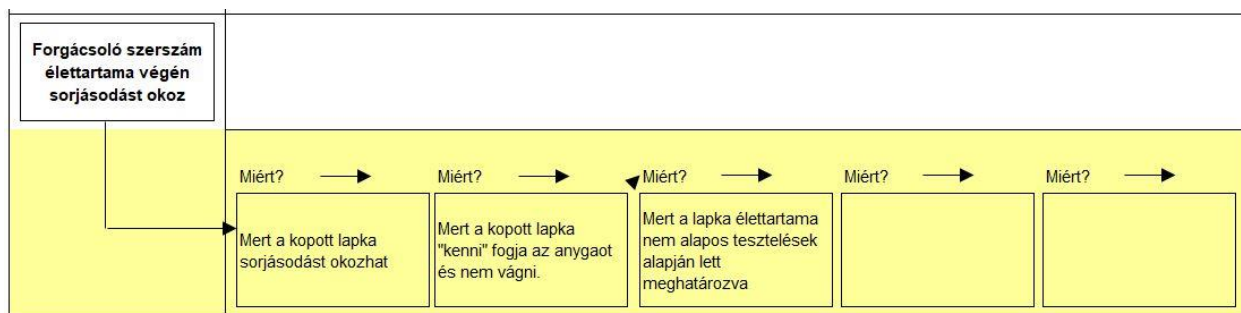 Forgácsoló szerszám
élettartama végén
sorjásodást okoz
Miért?
Miért?
Miért?
Miért?
Miért?
Mert a kopott lapka
sorjásodást okozhat
Mert a kopott lapka
"kenni" fogja az anygaot
és nem vágni.
Mert a lapka élettartama
nem alapos tesztelések
alapján lett
meghatározva